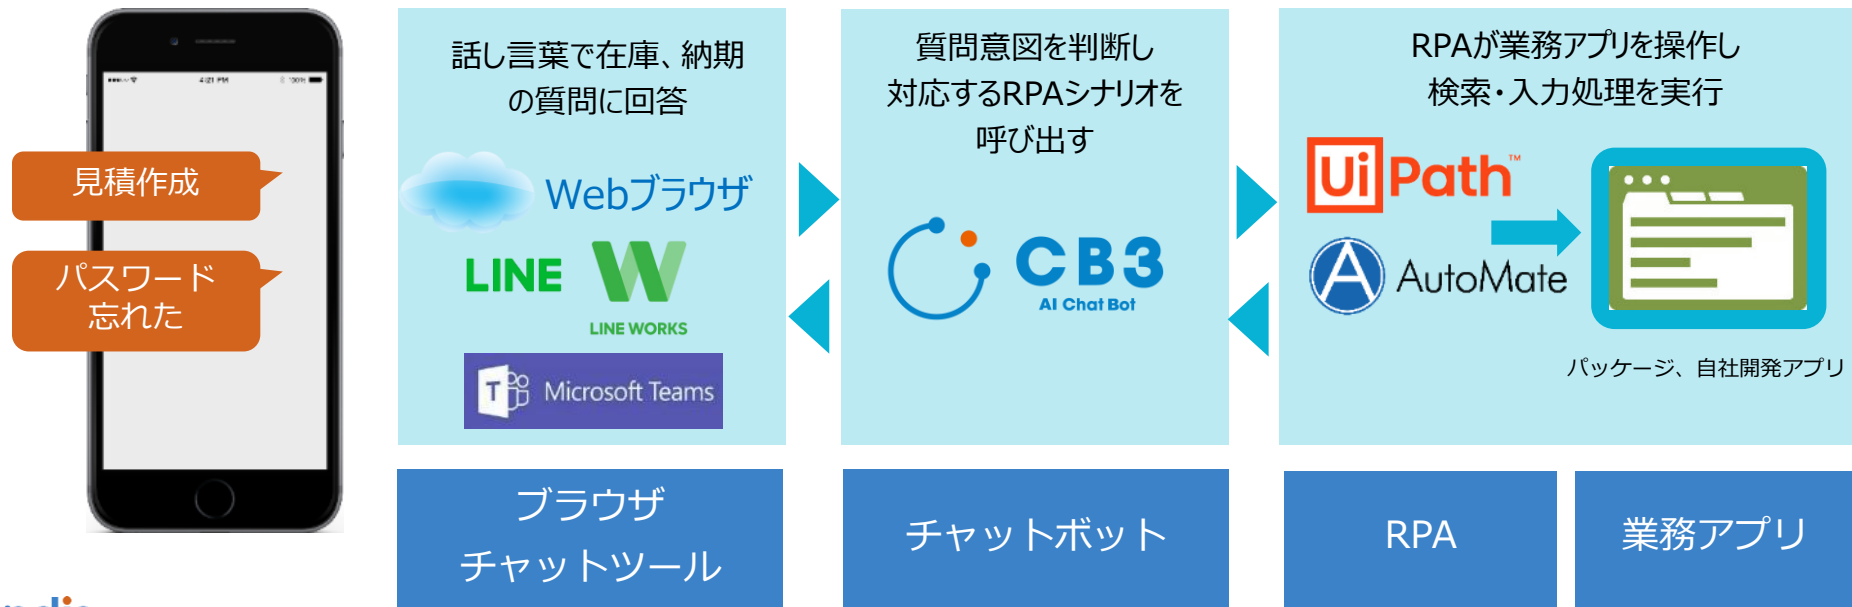 4:21 PM
100%
見積作成
パスワード
忘れた
話し言葉で在庫、納期
の質問に回答
Webブラウザ
LINE
LINE WORKS
Microsoft Teams
質問意図を判断し
対応するRPAシナリオを
呼び出す
CB3
AI Chat Bot
RPAが業務アプリを操作し
検索・入力処理を実行
UiPath™
AutoMate
パッケージ、自社開発アプリ
ブラウザ
チャットツール
チャットボット
RPA
業務アプリ